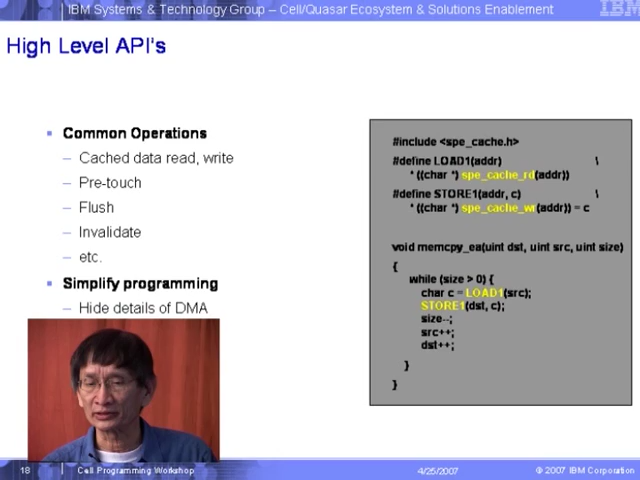 IBM Systems & Technology Group – Cell/Quasar Ecosystem & Solutions Enablement
IBM
High Level API's
Common Operations
– Cached data read, write
– Pre-touch
– Flush
– Invalidate
– etc.
Simplify programming
– Hide details of DMA
#include <spe_cache.h>
#define LOAD1(addr) \
* ((char *) spe_cache_rd(addr))
#define STORE1(addr, c) \
* ((char *) spe_cache_wr(addr)) = c
void memcpy_ea(uint dst, uint src, uint size)
{
while (size > 0) {
char c = LOAD1(src);
STORE1(dst, c);
size--;
src++;
dst++;
}
}
18 Cell Programming Workshop 4/25/2007 © 2007 IBM Corporation